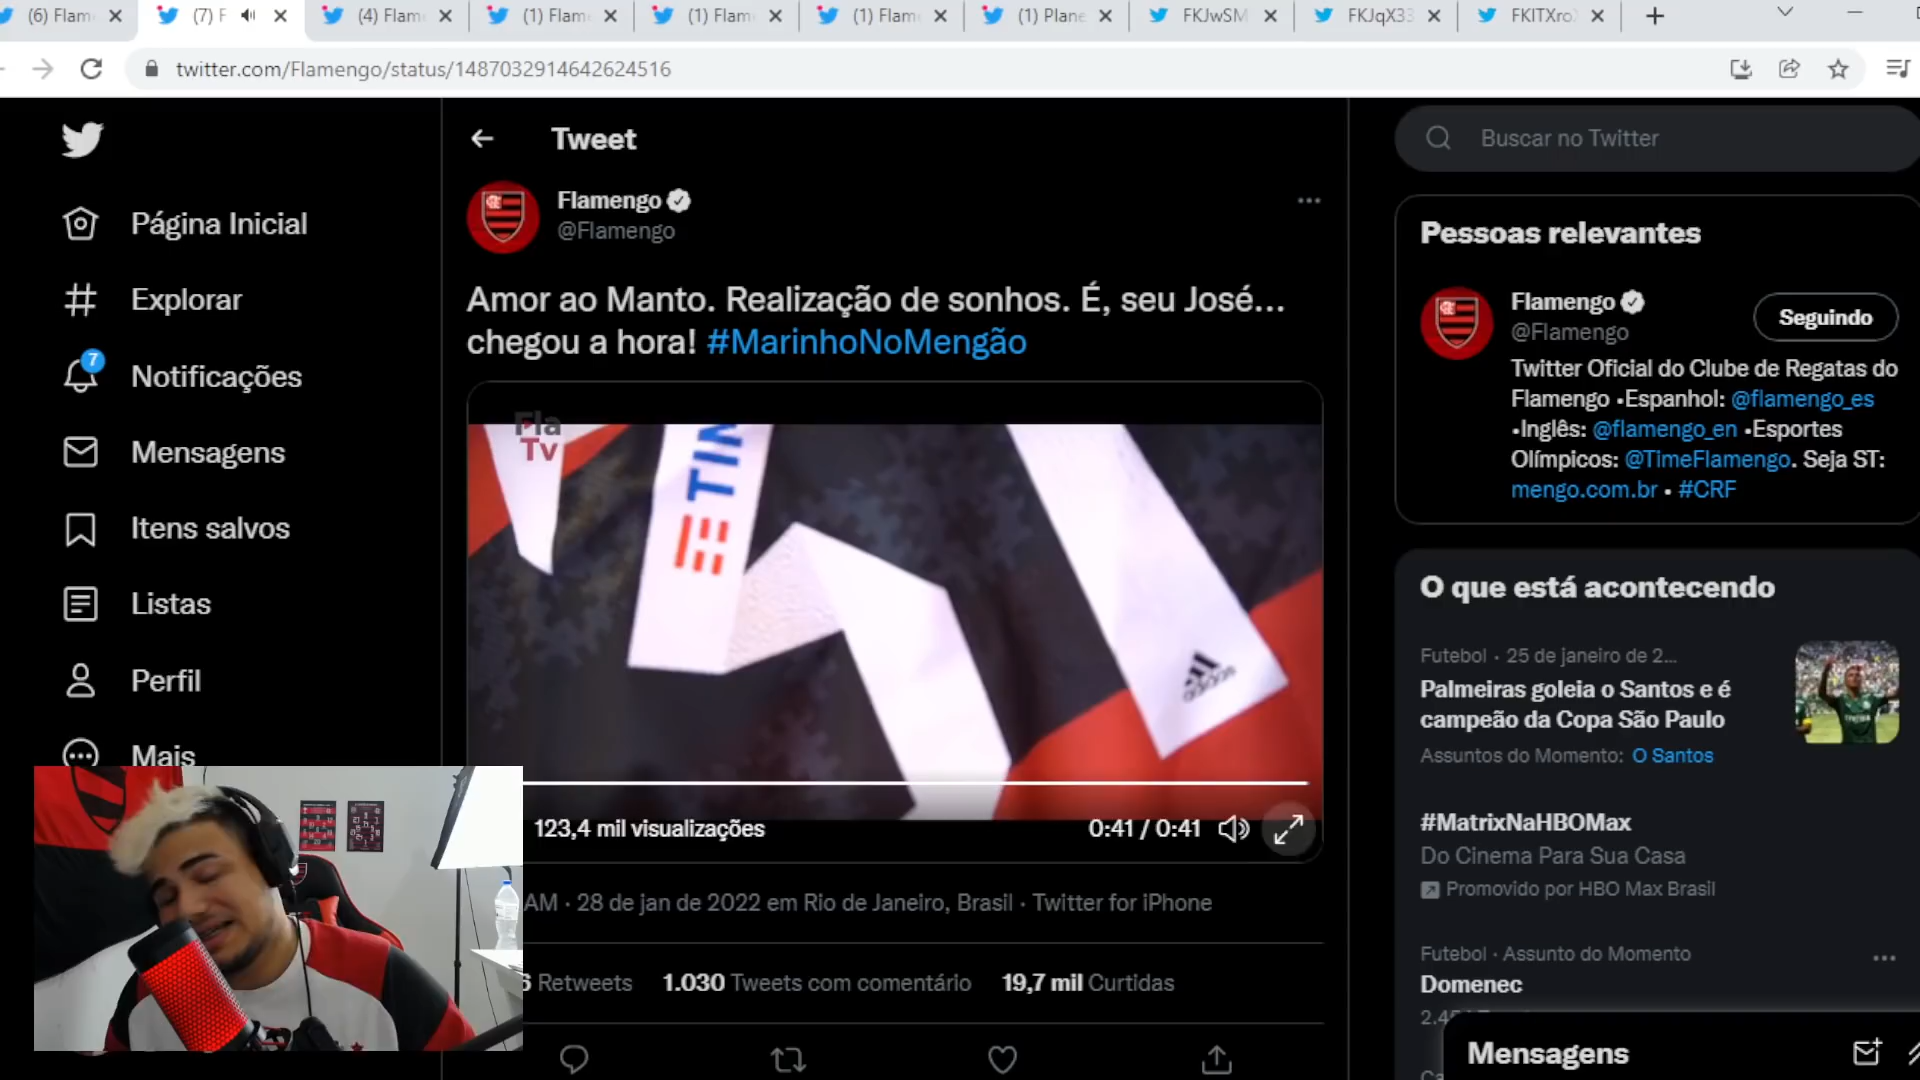 (6) Flam
(7) F
(4) Flam
(1) Flam
(1) Flam
(1) Flam
(1) Plane
FKJwSM
FKJqX33
FKITXro
twitter.com/Flamengo/status/1487032914642624516
Tweet
Buscar no Twitter
Flamengo
@Flamengo
Amor ao Manto. Realização de sonhos. É, seu José...
chegou a hora! #MarinhoNoMengão
Fla
Tv
TIM
adidas
123,4 mil visualizações
0:41 / 0:41
AM · 28 de jan de 2022 em Rio de Janeiro, Brasil · Twitter for iPhone
6 Retweets 1.030 Tweets com comentário 19,7 mil Curtidas
Página Inicial
Explorar
7
Notificações
Mensagens
Itens salvos
Listas
Perfil
Mais
Pessoas relevantes
Flamengo
@Flamengo
Seguindo
Twitter Oficial do Clube de Regatas do
Flamengo •Espanhol: @flamengo_es
•Inglês: @flamengo_en •Esportes
Olímpicos: @TimeFlamengo. Seja ST:
mengo.com.br • #CRF
O que está acontecendo
Futebol · 25 de janeiro de 2...
Palmeiras goleia o Santos e é
campeão da Copa São Paulo
Assuntos do Momento: O Santos
#MatrixNaHBOMax
Do Cinema Para Sua Casa
Promovido por HBO Max Brasil
Futebol · Assunto do Momento
Domenec
Mensagens